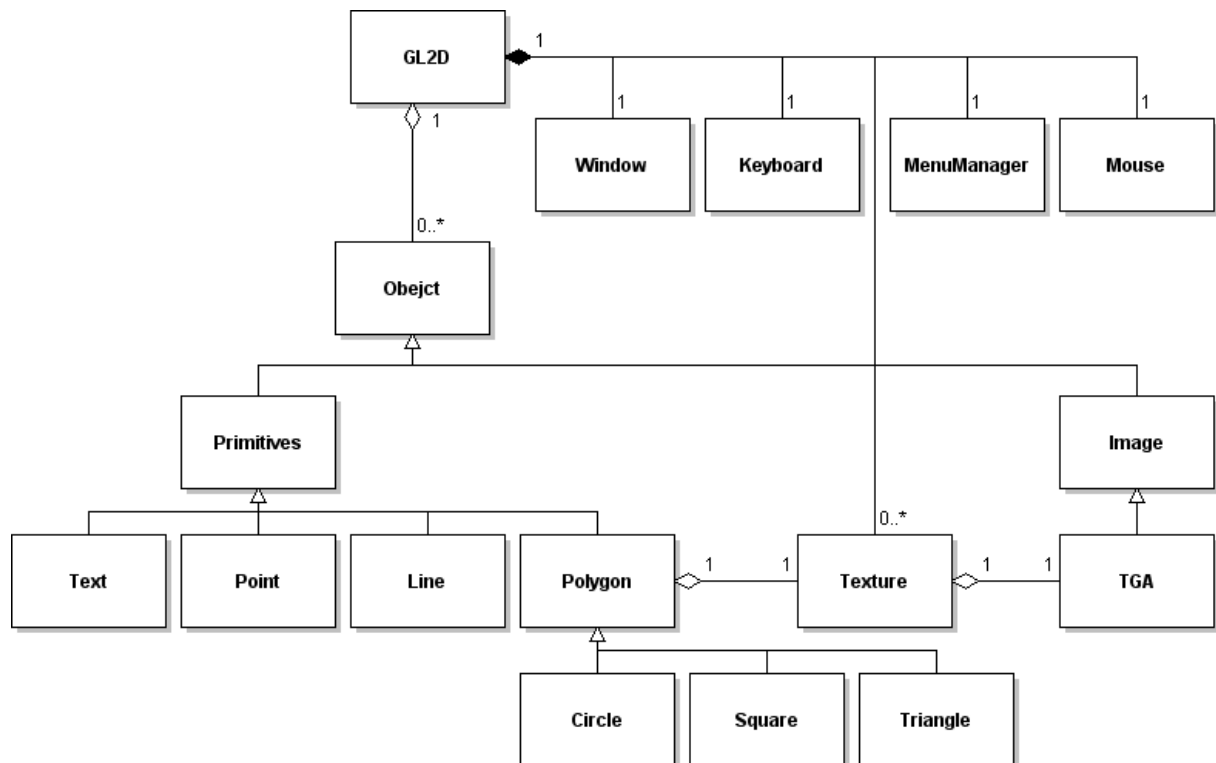 GL2D
1
1
1
1
1
1
Window
Keyboard
MenuManager
Mouse
0..*
Obejct
Primitives
Image
0..*
Text
Point
Line
Polygon
1
1
Texture
1
1
TGA
Circle
Square
Triangle